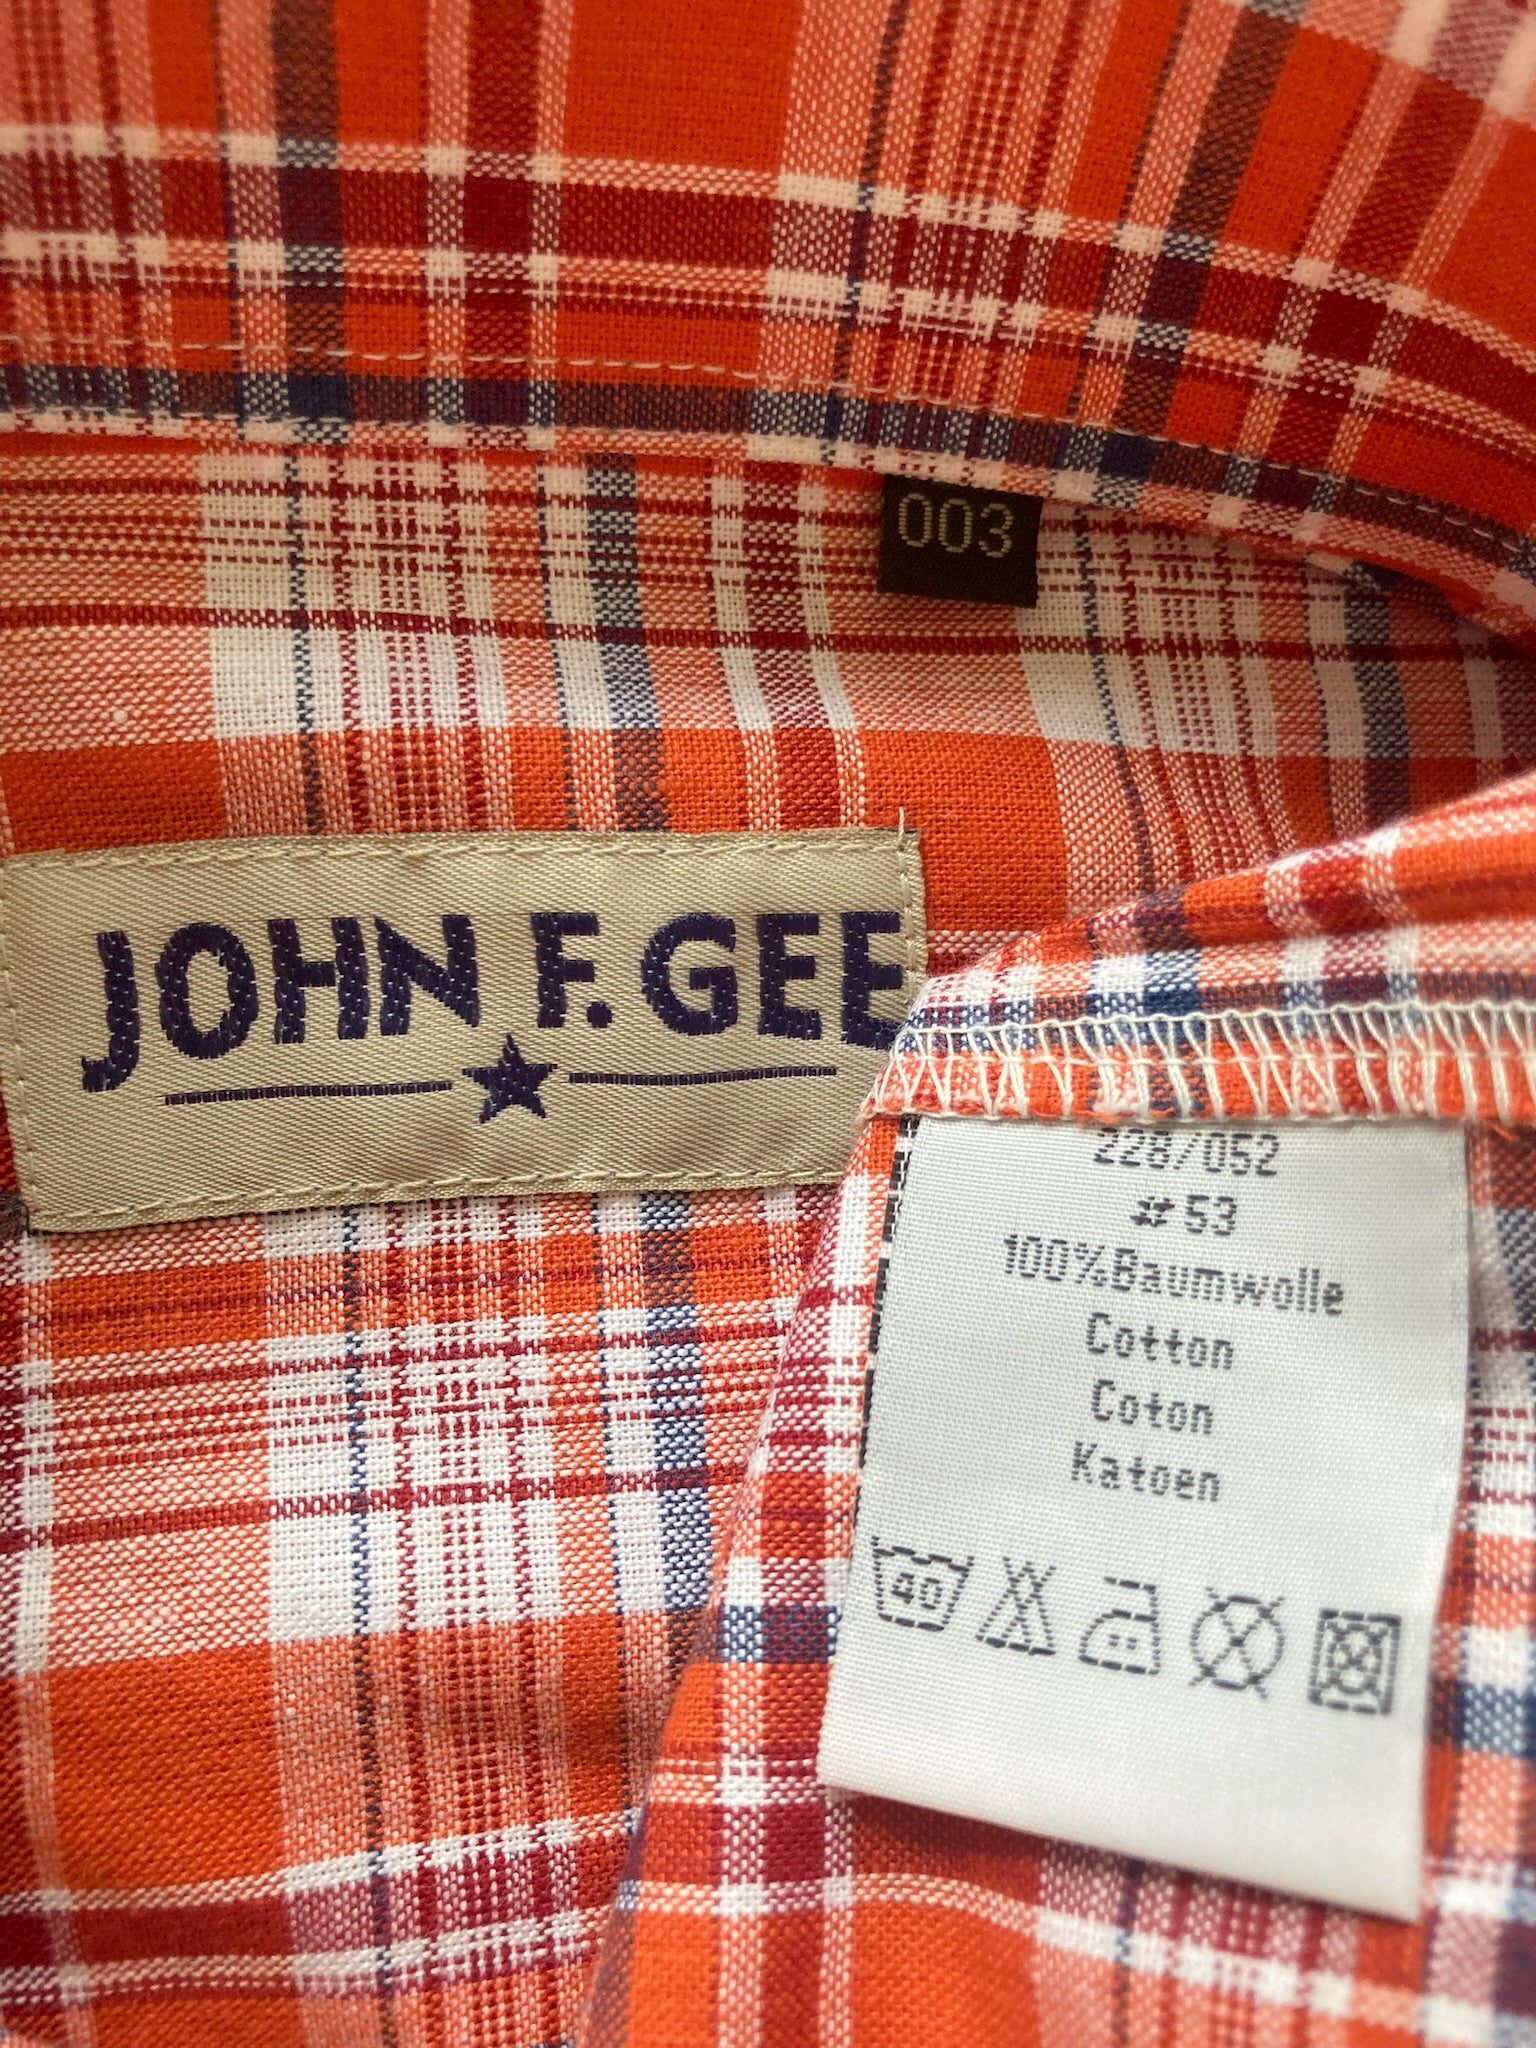 003
JOHN F. GEE
228/052
#53
100%Baumwolle
Cotton
Coton
Katoen
40